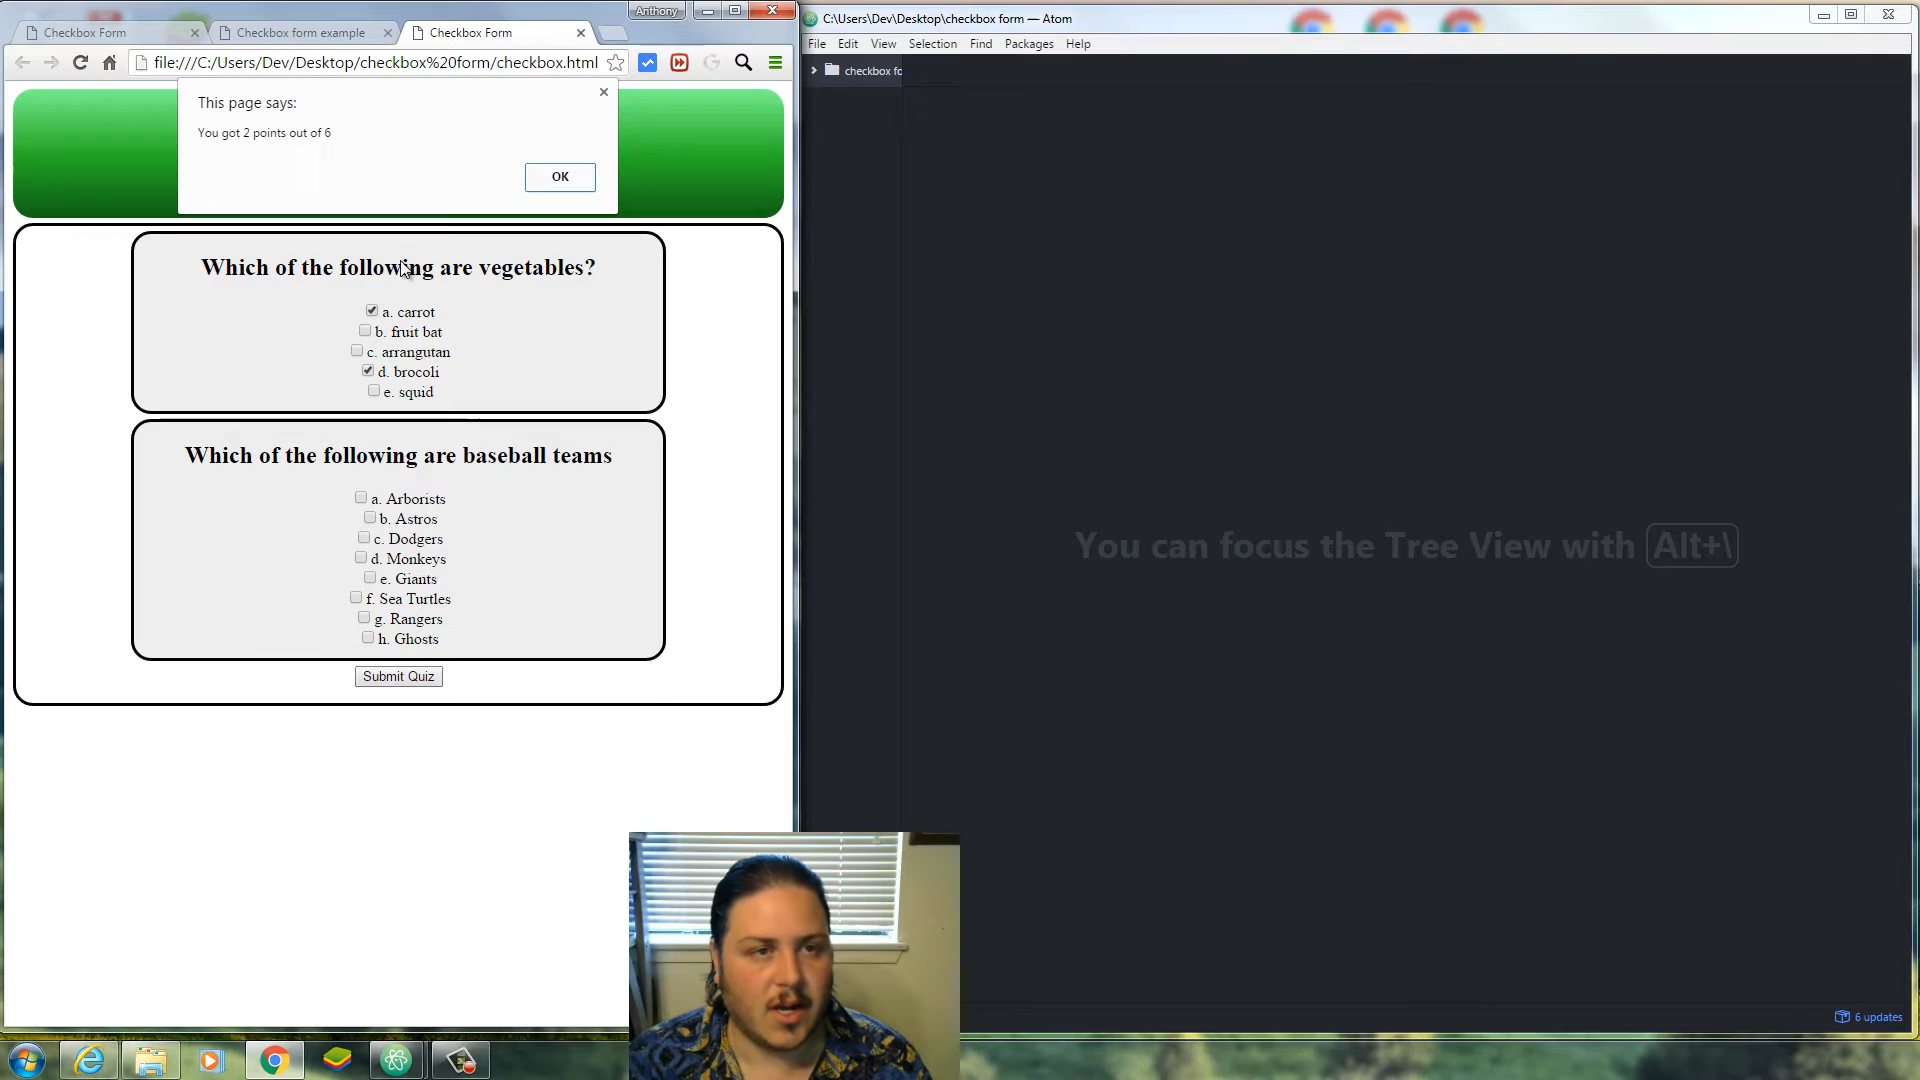 Anthony
Checkbox Form
Checkbox form example
Checkbox Form
file:///C:/Users/Dev/Desktop/checkbox%20form/checkbox.html
This page says:
You got 2 points out of 6
OK
Which of the following are vegetables?
a. carrot
b. fruit bat
c. arrangutan
d. brocoli
e. squid
Which of the following are baseball teams
a. Arborists
b. Astros
c. Dodgers
d. Monkeys
e. Giants
f. Sea Turtles
g. Rangers
h. Ghosts
Submit Quiz
C:\Users\Dev\Desktop\checkbox form — Atom
File Edit View Selection Find Packages Help
checkbox fo
You can focus the Tree View with Alt+\
6 updates